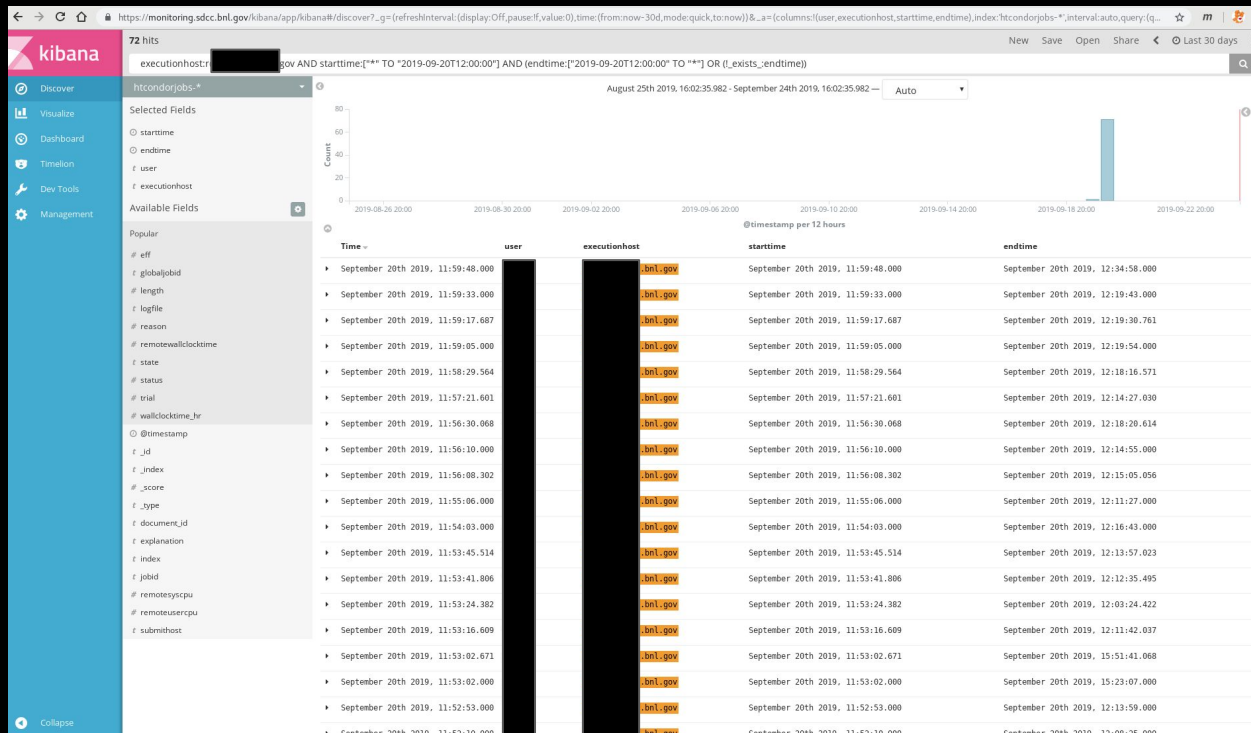 https://monitoring.sdcc.bnl.gov/kibana/app/kibana#/discover?_g=(refreshInterval:(display:Off,pause:!f,value:0),time:(from:now-30d,mode:quick,to:now))&_a=(columns:!(user,executionhost,starttime,endtime),index:'htcondorjobs-*',interval:auto,query:(q...
m
kibana
Discover
Visualize
Dashboard
Timelion
Dev Tools
Management
Collapse
72 hits
New Save Open Share Last 30 days
executionhost:r gov AND starttime:["*" TO "2019-09-20T12:00:00"] AND (endtime:["2019-09-20T12:00:00" TO "*"] OR (!_exists_:endtime))
htcondorjobs-*
Selected Fields
starttime
endtime
t user
t executionhost
Available Fields
Popular
# eff
t globaljobid
# length
t logfile
# reason
# remotewallclocktime
t state
# status
# trial
# wallclocktime_hr
@timestamp
t _id
t _index
# _score
t _type
t document_id
t explanation
t index
t jobid
# remotesyscpu
# remoteusercpu
t submithost
August 25th 2019, 16:02:35.982 - September 24th 2019, 16:02:35.982 — Auto
Count
80
60
40
20
0
2019-08-26 20:00 2019-08-30 20:00 2019-09-02 20:00 2019-09-06 20:00 2019-09-10 20:00 2019-09-14 20:00 2019-09-18 20:00 2019-09-22 20:00
@timestamp per 12 hours
Time user executionhost starttime endtime
September 20th 2019, 11:59:48.000 .bnl.gov September 20th 2019, 11:59:48.000 September 20th 2019, 12:34:58.000
September 20th 2019, 11:59:33.000 .bnl.gov September 20th 2019, 11:59:33.000 September 20th 2019, 12:19:43.000
September 20th 2019, 11:59:17.687 .bnl.gov September 20th 2019, 11:59:17.687 September 20th 2019, 12:19:30.761
September 20th 2019, 11:59:05.000 .bnl.gov September 20th 2019, 11:59:05.000 September 20th 2019, 12:19:54.000
September 20th 2019, 11:58:29.564 .bnl.gov September 20th 2019, 11:58:29.564 September 20th 2019, 12:18:16.571
September 20th 2019, 11:57:21.601 .bnl.gov September 20th 2019, 11:57:21.601 September 20th 2019, 12:14:27.030
September 20th 2019, 11:56:30.068 .bnl.gov September 20th 2019, 11:56:30.068 September 20th 2019, 12:18:20.614
September 20th 2019, 11:56:10.000 .bnl.gov September 20th 2019, 11:56:10.000 September 20th 2019, 12:14:55.000
September 20th 2019, 11:56:08.302 .bnl.gov September 20th 2019, 11:56:08.302 September 20th 2019, 12:15:05.056
September 20th 2019, 11:55:06.000 .bnl.gov September 20th 2019, 11:55:06.000 September 20th 2019, 12:11:27.000
September 20th 2019, 11:54:03.000 .bnl.gov September 20th 2019, 11:54:03.000 September 20th 2019, 12:16:43.000
September 20th 2019, 11:53:45.514 .bnl.gov September 20th 2019, 11:53:45.514 September 20th 2019, 12:13:57.023
September 20th 2019, 11:53:41.806 .bnl.gov September 20th 2019, 11:53:41.806 September 20th 2019, 12:12:35.495
September 20th 2019, 11:53:24.382 .bnl.gov September 20th 2019, 11:53:24.382 September 20th 2019, 12:03:24.422
September 20th 2019, 11:53:16.609 .bnl.gov September 20th 2019, 11:53:16.609 September 20th 2019, 12:11:42.037
September 20th 2019, 11:53:02.671 .bnl.gov September 20th 2019, 11:53:02.671 September 20th 2019, 15:51:41.068
September 20th 2019, 11:53:02.000 .bnl.gov September 20th 2019, 11:53:02.000 September 20th 2019, 15:23:07.000
September 20th 2019, 11:52:53.000 .bnl.gov September 20th 2019, 11:52:53.000 September 20th 2019, 12:13:59.000